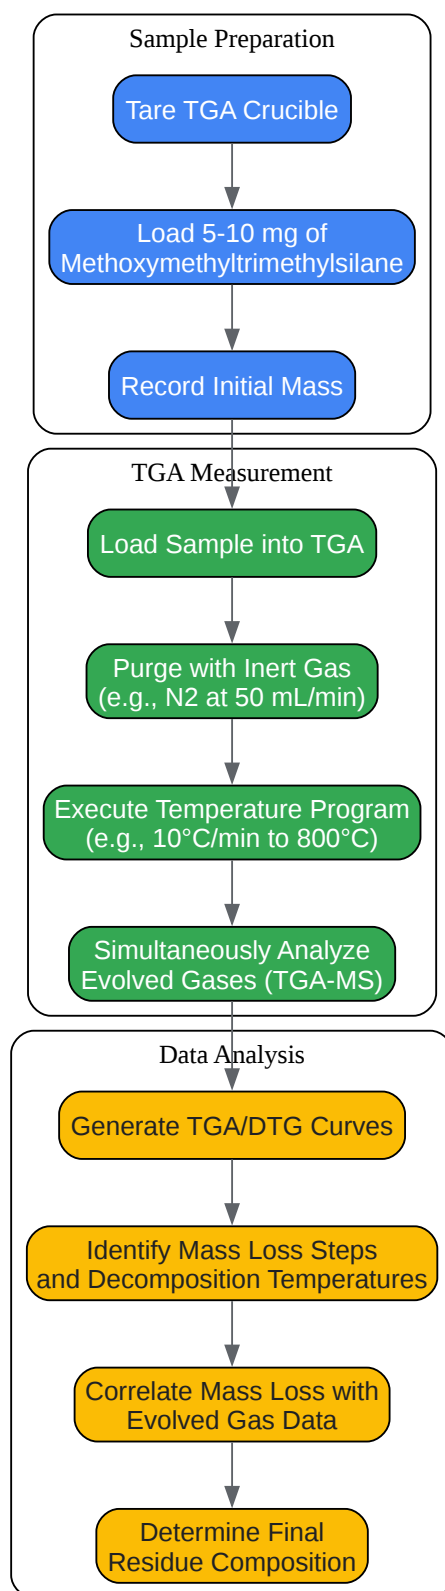 Sample Preparation
Tare TGA Crucible
Load 5-10 mg of
Methoxymethyltrimethylsilane
Record Initial Mass
TGA Measurement
Load Sample into TGA
Purge with Inert Gas
(e.g., N2 at 50 mL/min)
Execute Temperature Program
(e.g., 10°C/min to 800°C)
Simultaneously Analyze
Evolved Gases (TGA-MS)
Data Analysis
Generate TGA/DTG Curves
Identify Mass Loss Steps
and Decomposition Temperatures
Correlate Mass Loss with
Evolved Gas Data
Determine Final
Residue Composition